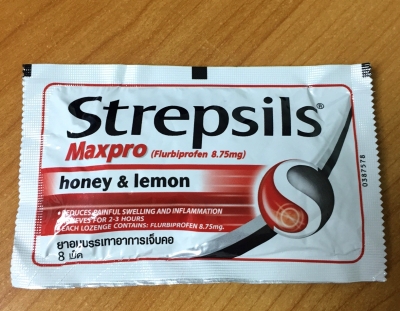 Strepsils®
Maxpro (Flurbiprofen 8.75mg)
honey & lemon
• REDUCES PAINFUL SWELLING AND INFLAMMATION
RELIEVES FOR 2-3 HOURS
EACH LOZENGE CONTAINS: FLURBIPROFEN 8.75mg.
ยาอมบรรเทาอาการเจ็บคอ
8 เม็ด
0387578